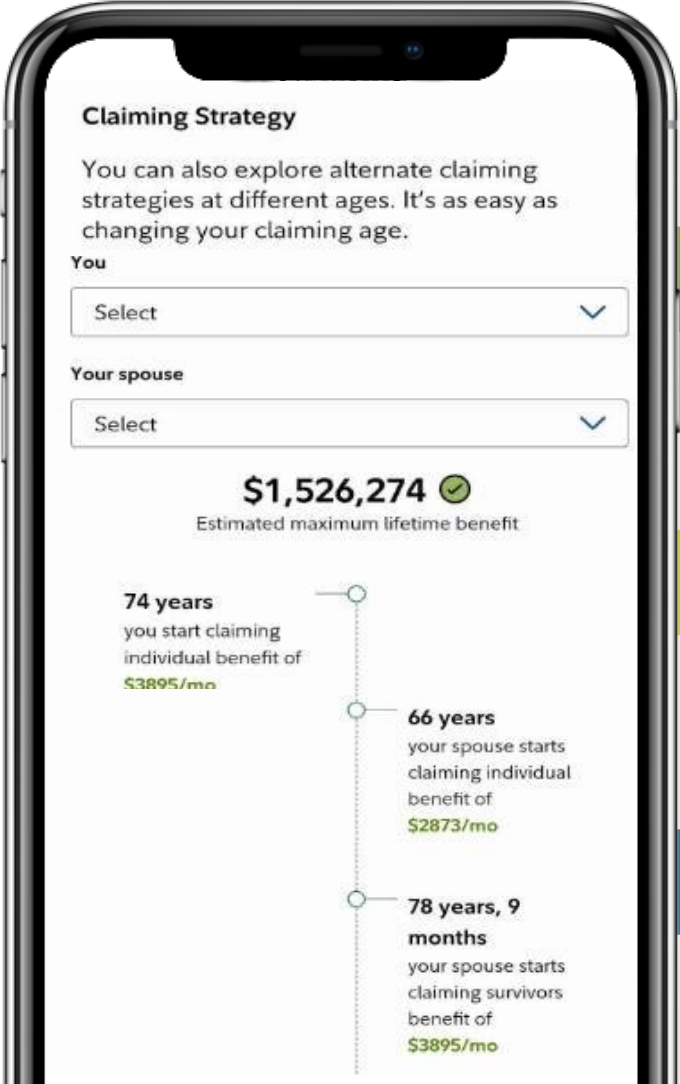 Claiming Strategy
You can also explore alternate claiming
strategies at different ages. It's as easy as
changing your claiming age.
You
Select
Your spouse
Select
$1,526,274
Estimated maximum lifetime benefit
74 years
you start claiming
individual benefit of
$3895/mo
66 years
your spouse starts
claiming individual
benefit of
$2873/mo
78 years, 9
months
your spouse starts
claiming survivors
benefit of
$3895/mo